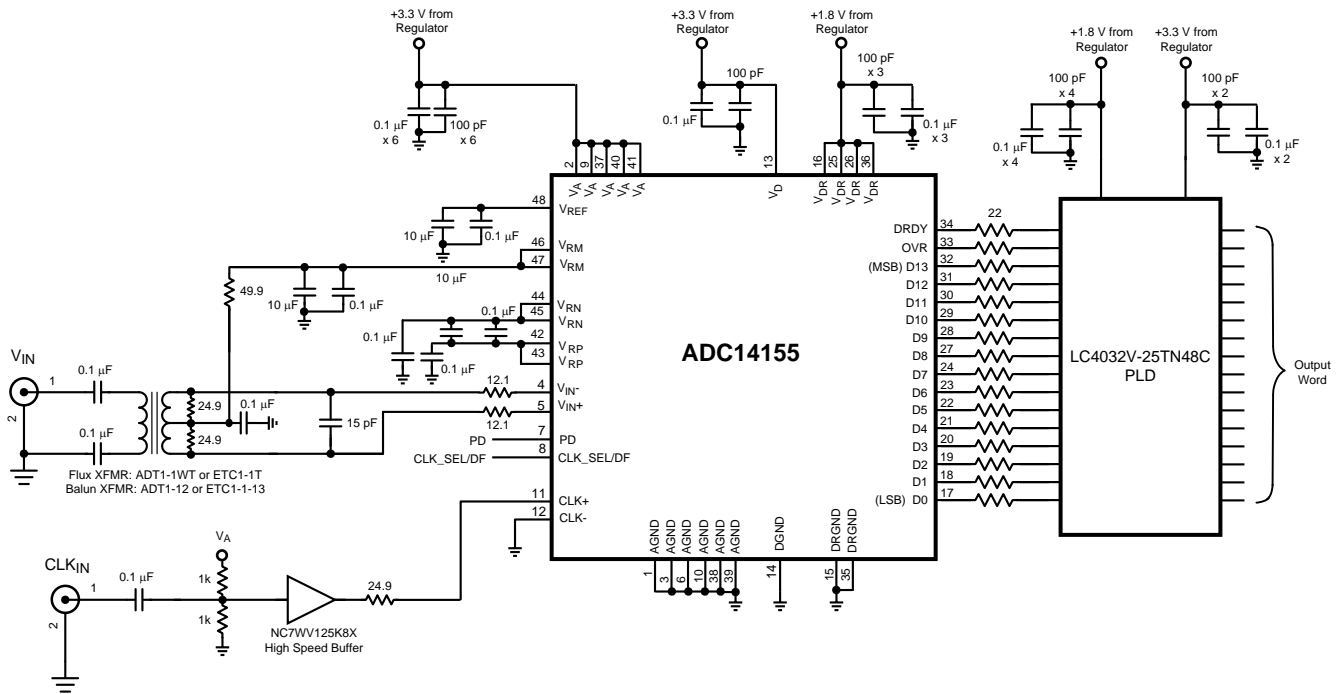 +3.3 V from
Regulator
+3.3 V from
Regulator
+1.8 V from
Regulator
+1.8 V from
Regulator
+3.3 V from
Regulator
0.1 µF
x 6
100 pF
x 6
100 pF
0.1 µF
100 pF
x 3
0.1 µF
x 3
100 pF
x 4
0.1 µF
x 4
100 pF
x 2
0.1 µF
x 2
2
9
37
40
41
13
16
25
26
36
VA
VA
VA
VA
VA
VD
VDR
VDR
VDR
VDR
48
VREF
10 µF
0.1 µF
46
VRM
47
VRM
10 µF
49.9
10 µF
0.1 µF
44
VRN
45
VRN
42
VRP
43
VRP
0.1 µF
0.1 µF
0.1 µF
ADC14155
VIN
1
2
0.1 µF
0.1 µF
24.9
24.9
0.1 µF
15 pF
12.1
12.1
4
VIN-
5
VIN+
PD
7
PD
CLK_SEL/DF
8
CLK_SEL/DF
Flux XFMR: ADT1-1WT or ETC1-1T
Balun XFMR: ADT1-12 or ETC1-1-13
11
CLK+
12
CLK-
CLKIN
1
2
0.1 µF
VA
1k
1k
NC7WV125K8X
High Speed Buffer
24.9
AGND
AGND
AGND
AGND
AGND
AGND
DGND
DRGND
DRGND
1
3
6
10
38
39
14
15
35
22
DRDY 34
OVR 33
(MSB) D13 32
D12 31
D11 30
D10 29
D9 28
D8 27
D7 24
D6 23
D5 22
D4 21
D3 20
D2 19
D1 18
(LSB) D0 17
LC4032V-25TN48C
PLD
Output
Word